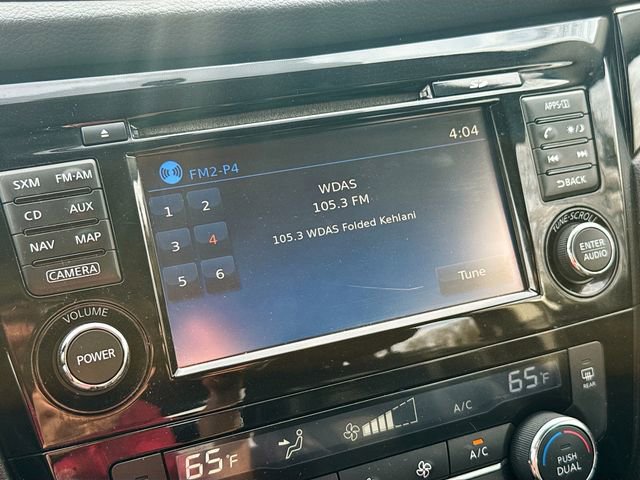 SD
APPS
SXM FM·AM
CD AUX
NAV MAP
CAMERA
VOLUME
POWER
FM2-P4
4:04
WDAS
105.3 FM
105.3 WDAS Folded Kehlani
1 2
3 4
5 6
Tune
BACK
TUNE·SCROLL
ENTER
AUDIO
65°F
A/C
65°F
REAR
A/C
PUSH
DUAL